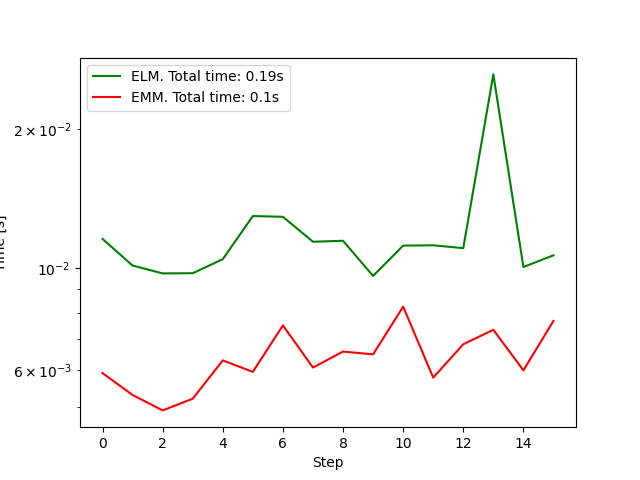 ELM. Total time: 0.19s
EMM. Total time: 0.1s
2 × 10⁻²
10⁻²
6 × 10⁻³
Time [s]
0 2 4 6 8 10 12 14
Step